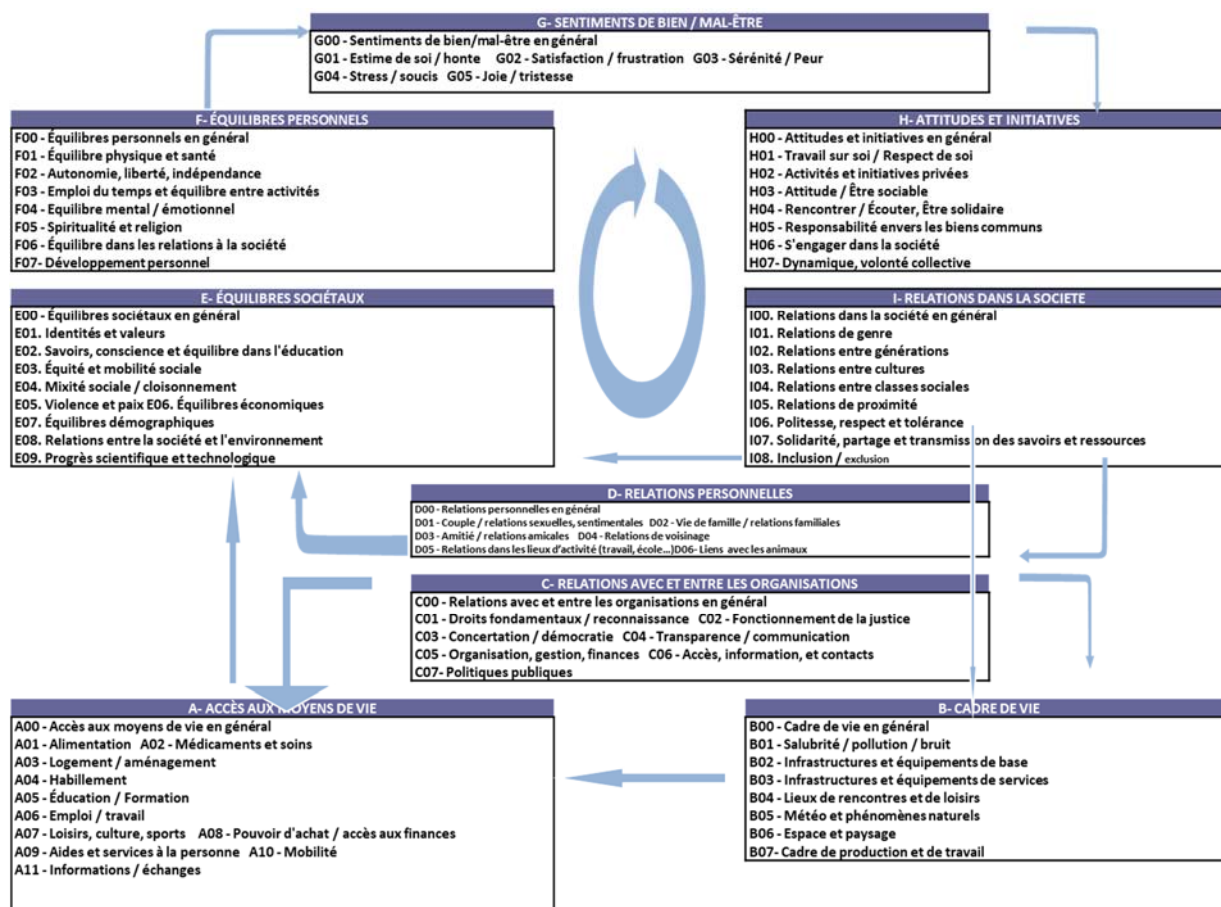 G- SENTIMENTS DE BIEN / MAL-ÊTRE
G00 - Sentiments de bien/mal-être en général
G01 - Estime de soi / honte G02 - Satisfaction / frustration G03 - Sérénité / Peur
G04 - Stress / soucis G05 - Joie / tristesse
F- ÉQUILIBRES PERSONNELS
F00 - Équilibres personnels en général
F01 - Équilibre physique et santé
F02 - Autonomie, liberté, indépendance
F03 - Emploi du temps et équilibre entre activités
F04 - Equilibre mental / émotionnel
F05 - Spiritualité et religion
F06 - Équilibre dans les relations à la société
F07- Développement personnel
H- ATTITUDES ET INITIATIVES
H00 - Attitudes et initiatives en général
H01 - Travail sur soi / Respect de soi
H02 - Activités et initiatives privées
H03 - Attitude / Être sociable
H04 - Rencontrer / Écouter, Être solidaire
H05 - Responsabilité envers les biens communs
H06 - S'engager dans la société
H07- Dynamique, volonté collective
E- ÉQUILIBRES SOCIÉTAUX
E00 - Équilibres sociétaux en général
E01. Identités et valeurs
E02. Savoirs, conscience et équilibre dans l'éducation
E03. Équité et mobilité sociale
E04. Mixité sociale / cloisonnement
E05. Violence et paix E06. Équilibres économiques
E07. Équilibres démographiques
E08. Relations entre la société et l'environnement
E09. Progrès scientifique et technologique
I- RELATIONS DANS LA SOCIETE
I00. Relations dans la société en général
I01. Relations de genre
I02. Relations entre générations
I03. Relations entre cultures
I04. Relations entre classes sociales
I05. Relations de proximité
I06. Politesse, respect et tolérance
I07. Solidarité, partage et transmission des savoirs et ressources
I08. Inclusion / exclusion
D- RELATIONS PERSONNELLES
D00 - Relations personnelles en général
D01 - Couple / relations sexuelles, sentimentales D02 - Vie de famille / relations familiales
D03 - Amitié / relations amicales D04 - Relations de voisinage
D05 - Relations dans les lieux d'activité (travail, école...)D06- Liens avec les animaux
C- RELATIONS AVEC ET ENTRE LES ORGANISATIONS
C00 - Relations avec et entre les organisations en général
C01 - Droits fondamentaux / reconnaissance C02 - Fonctionnement de la justice
C03 - Concertation / démocratie C04 - Transparence / communication
C05 - Organisation, gestion, finances C06 - Accès, information, et contacts
C07- Politiques publiques
A- ACCÈS AUX MOYENS DE VIE
A00 - Accès aux moyens de vie en général
A01 - Alimentation A02 - Médicaments et soins
A03 - Logement / aménagement
A04 - Habillement
A05 - Éducation / Formation
A06 - Emploi / travail
A07 - Loisirs, culture, sports A08 - Pouvoir d'achat / accès aux finances
A09 - Aides et services à la personne A10 - Mobilité
A11 - Informations / échanges
B- CADRE DE VIE
B00 - Cadre de vie en général
B01 - Salubrité / pollution / bruit
B02 - Infrastructures et équipements de base
B03 - Infrastructures et équipements de services
B04 - Lieux de rencontres et de loisirs
B05 - Météo et phénomènes naturels
B06 - Espace et paysage
B07- Cadre de production et de travail